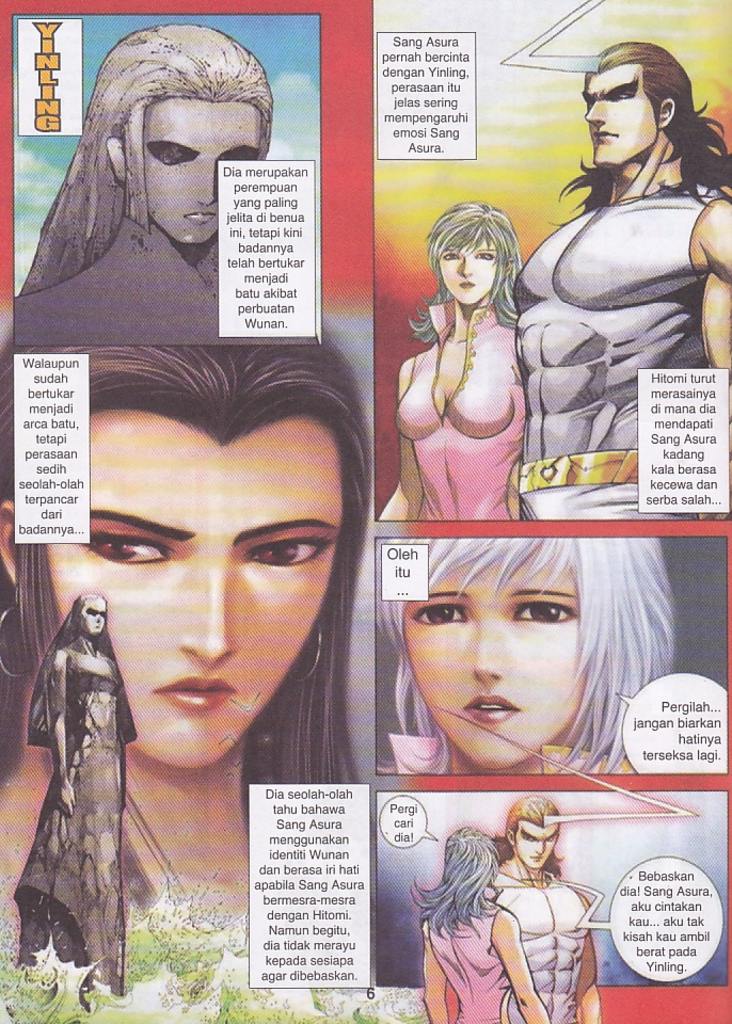 YINLING
Dia merupakan
perempuan
yang paling
jelita di benua
ini, tetapi kini
badannya
telah bertukar
menjadi
batu akibat
perbuatan
Wunan.
Sang Asura
pernah bercinta
dengan Yinling,
perasaan itu
jelas sering
mempengaruhi
emosi Sang
Asura.
Hitomi turut
merasainya
di mana dia
mendapati
Sang Asura
kadang
kala berasa
kecewa dan
serba salah...
Walaupun
sudah
bertukar
menjadi
arca batu,
tetapi
perasaan
sedih
seolah-olah
terpancar
dari
badannya...
Dia seolah-olah
tahu bahawa
Sang Asura
menggunakan
identiti Wunan
dan berasa iri hati
apabila Sang Asura
bermesra-mesra
dengan Hitomi.
Namun begitu,
dia tidak merayu
kepada sesiapa
agar dibebaskan.
Oleh
itu
...
Pergilah...
jangan biarkan
hatinya
terseksa lagi.
Pergi
cari
dia!
Bebaskan
dia! Sang Asura,
aku cintakan
kau... aku tak
kisah kau ambil
berat pada
Yinling.
6